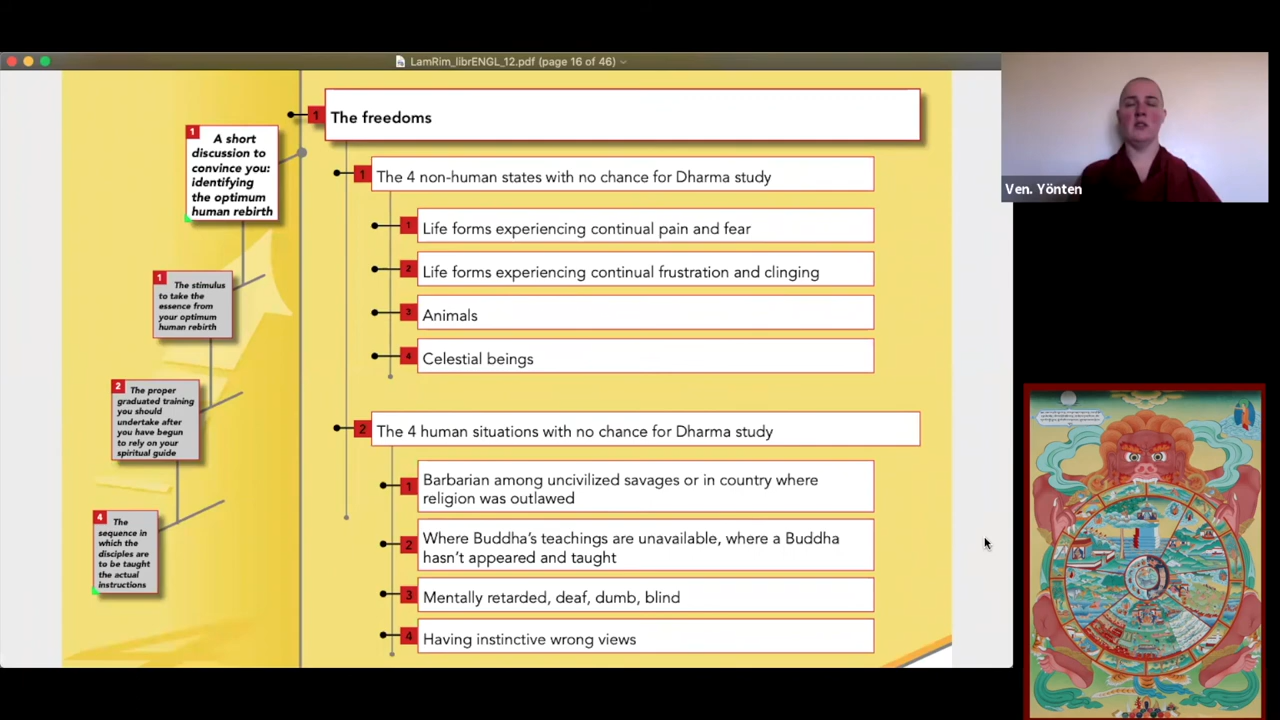 LamRim_librENGL_12.pdf (page 16 of 46)
1
The freedoms
1
A short
discussion to
convince you:
identifying
the optimum
human rebirth
1
The 4 non-human states with no chance for Dharma study
1
Life forms experiencing continual pain and fear
2
Life forms experiencing continual frustration and clinging
3
Animals
4
Celestial beings
1
The stimulus
to take the
essence from
your optimum
human rebirth
2
The proper
graduated training
you should
undertake after
you have begun
to rely on your
spiritual guide
2
The 4 human situations with no chance for Dharma study
1
Barbarian among uncivilized savages or in country where
religion was outlawed
2
Where Buddha's teachings are unavailable, where a Buddha
hasn't appeared and taught
3
Mentally retarded, deaf, dumb, blind
4
Having instinctive wrong views
4
The
sequence in
which the
disciples are
to be taught
the actual
instructions
Ven. Yönten